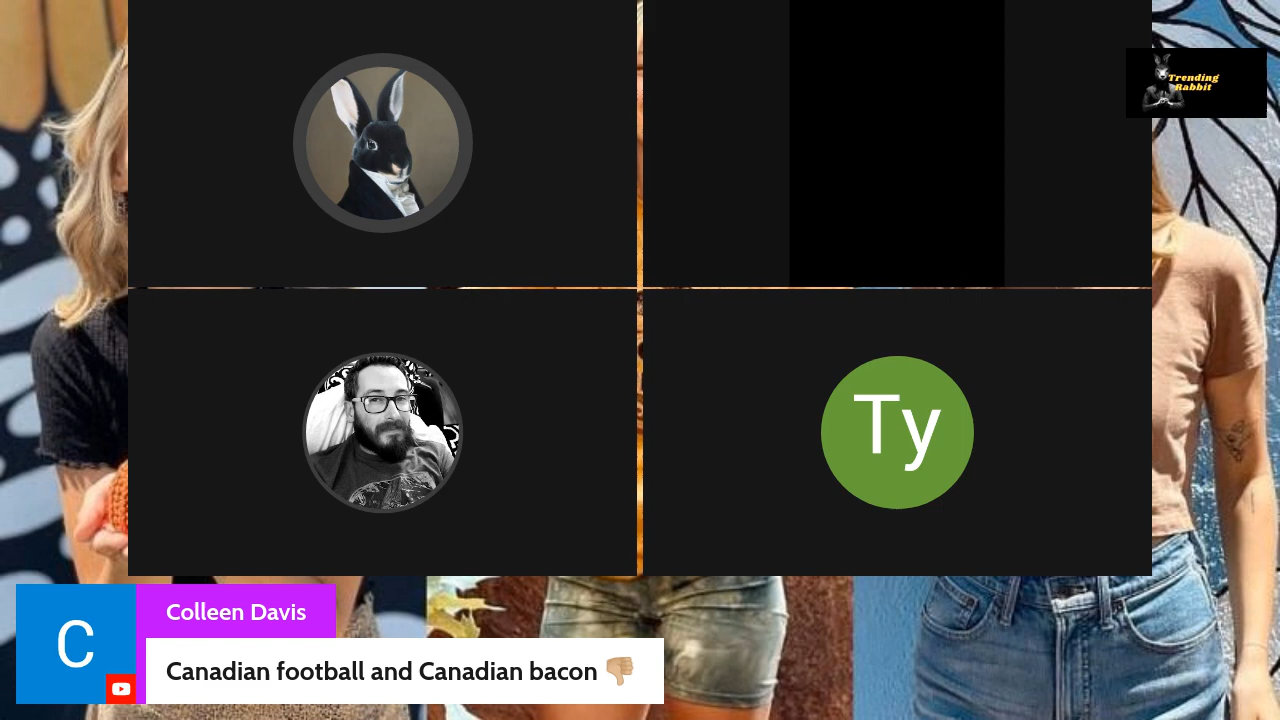 Trending
Rabbit
Ty
C
Colleen Davis
Canadian football and Canadian bacon 👎🏼